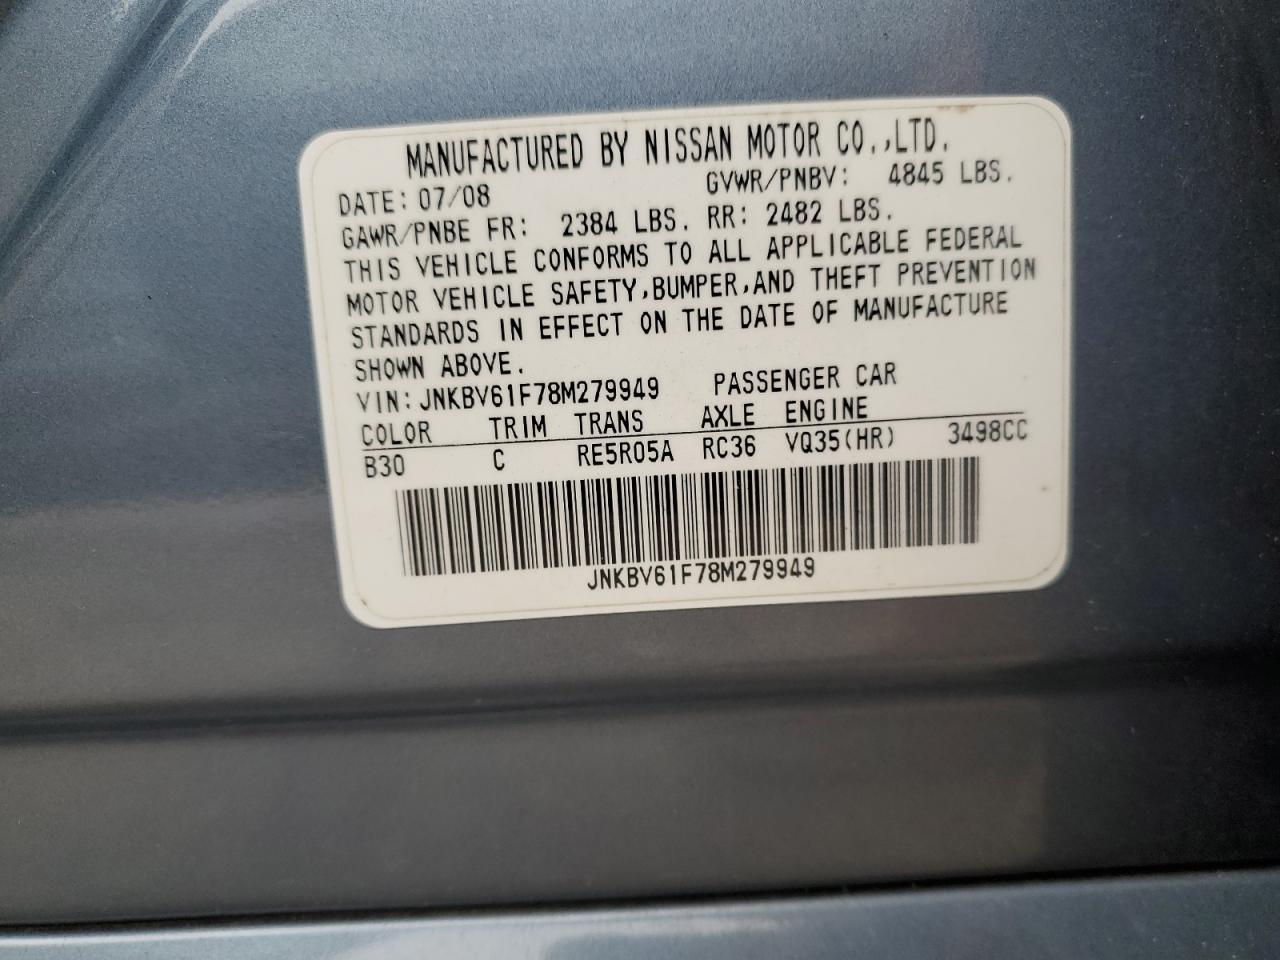 MANUFACTURED BY NISSAN MOTOR CO.,LTD.
DATE: 07/08 GVWR/PNBV: 4845 LBS.
GAWR/PNBE FR: 2384 LBS. RR: 2482 LBS.
THIS VEHICLE CONFORMS TO ALL APPLICABLE FEDERAL
MOTOR VEHICLE SAFETY,BUMPER,AND THEFT PREVENTION
STANDARDS IN EFFECT ON THE DATE OF MANUFACTURE
SHOWN ABOVE.
VIN: JNKBV61F78M279949 PASSENGER CAR
COLOR TRIM TRANS AXLE ENGINE
B30 C RE5R05A RC36 VQ35(HR) 3498CC
JNKBV61F78M279949